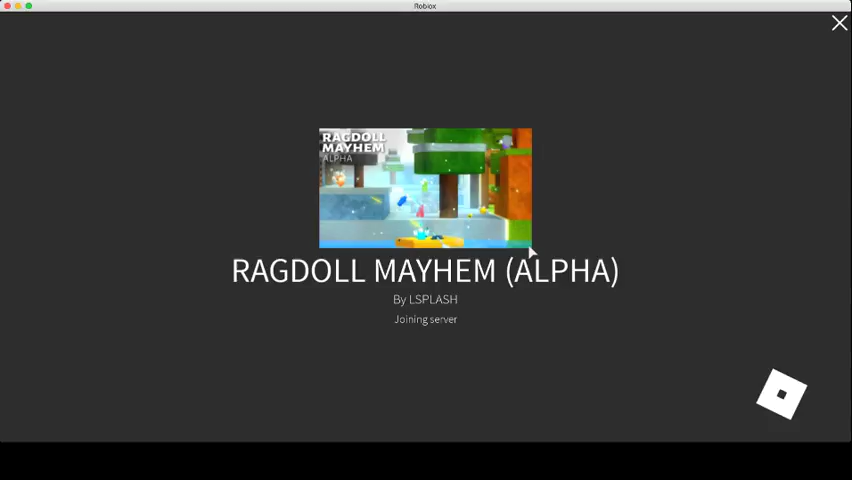 Roblox
RAGDOLL
MAYHEM
ALPHA
RAGDOLL MAYHEM (ALPHA)
By LSPLASH
Joining server